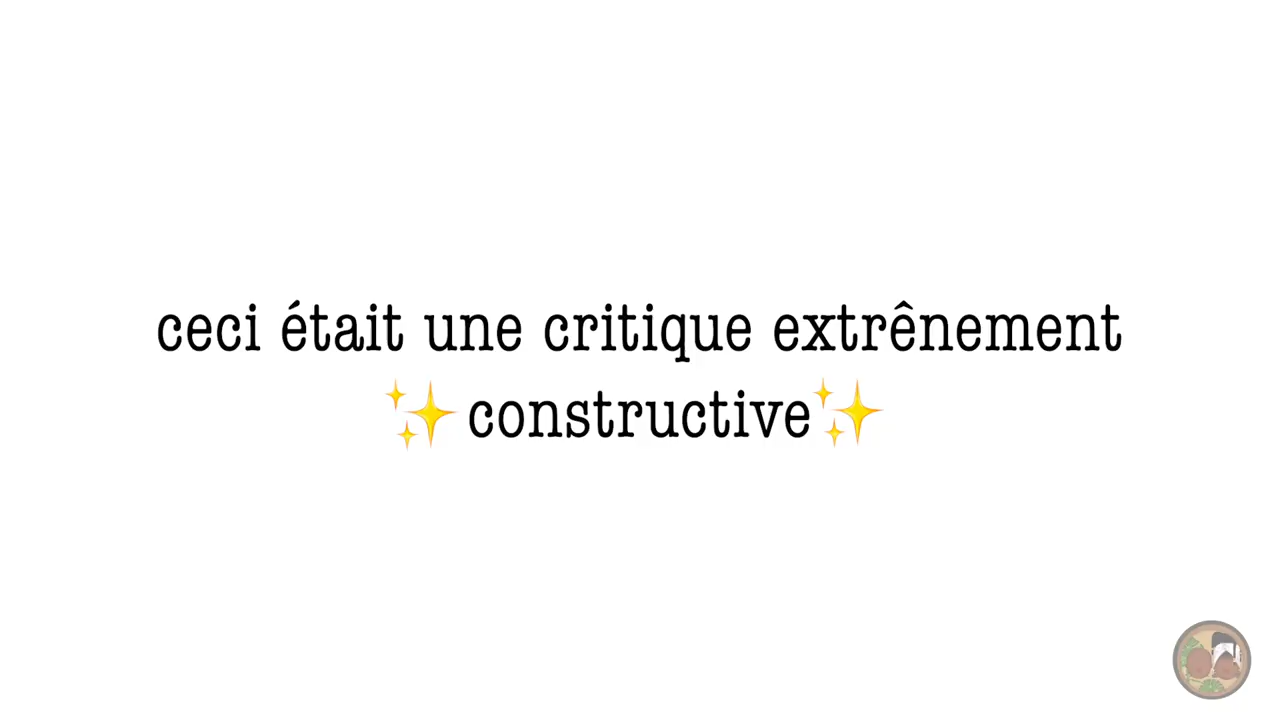 ceci était une critique extrênement
✨constructive✨